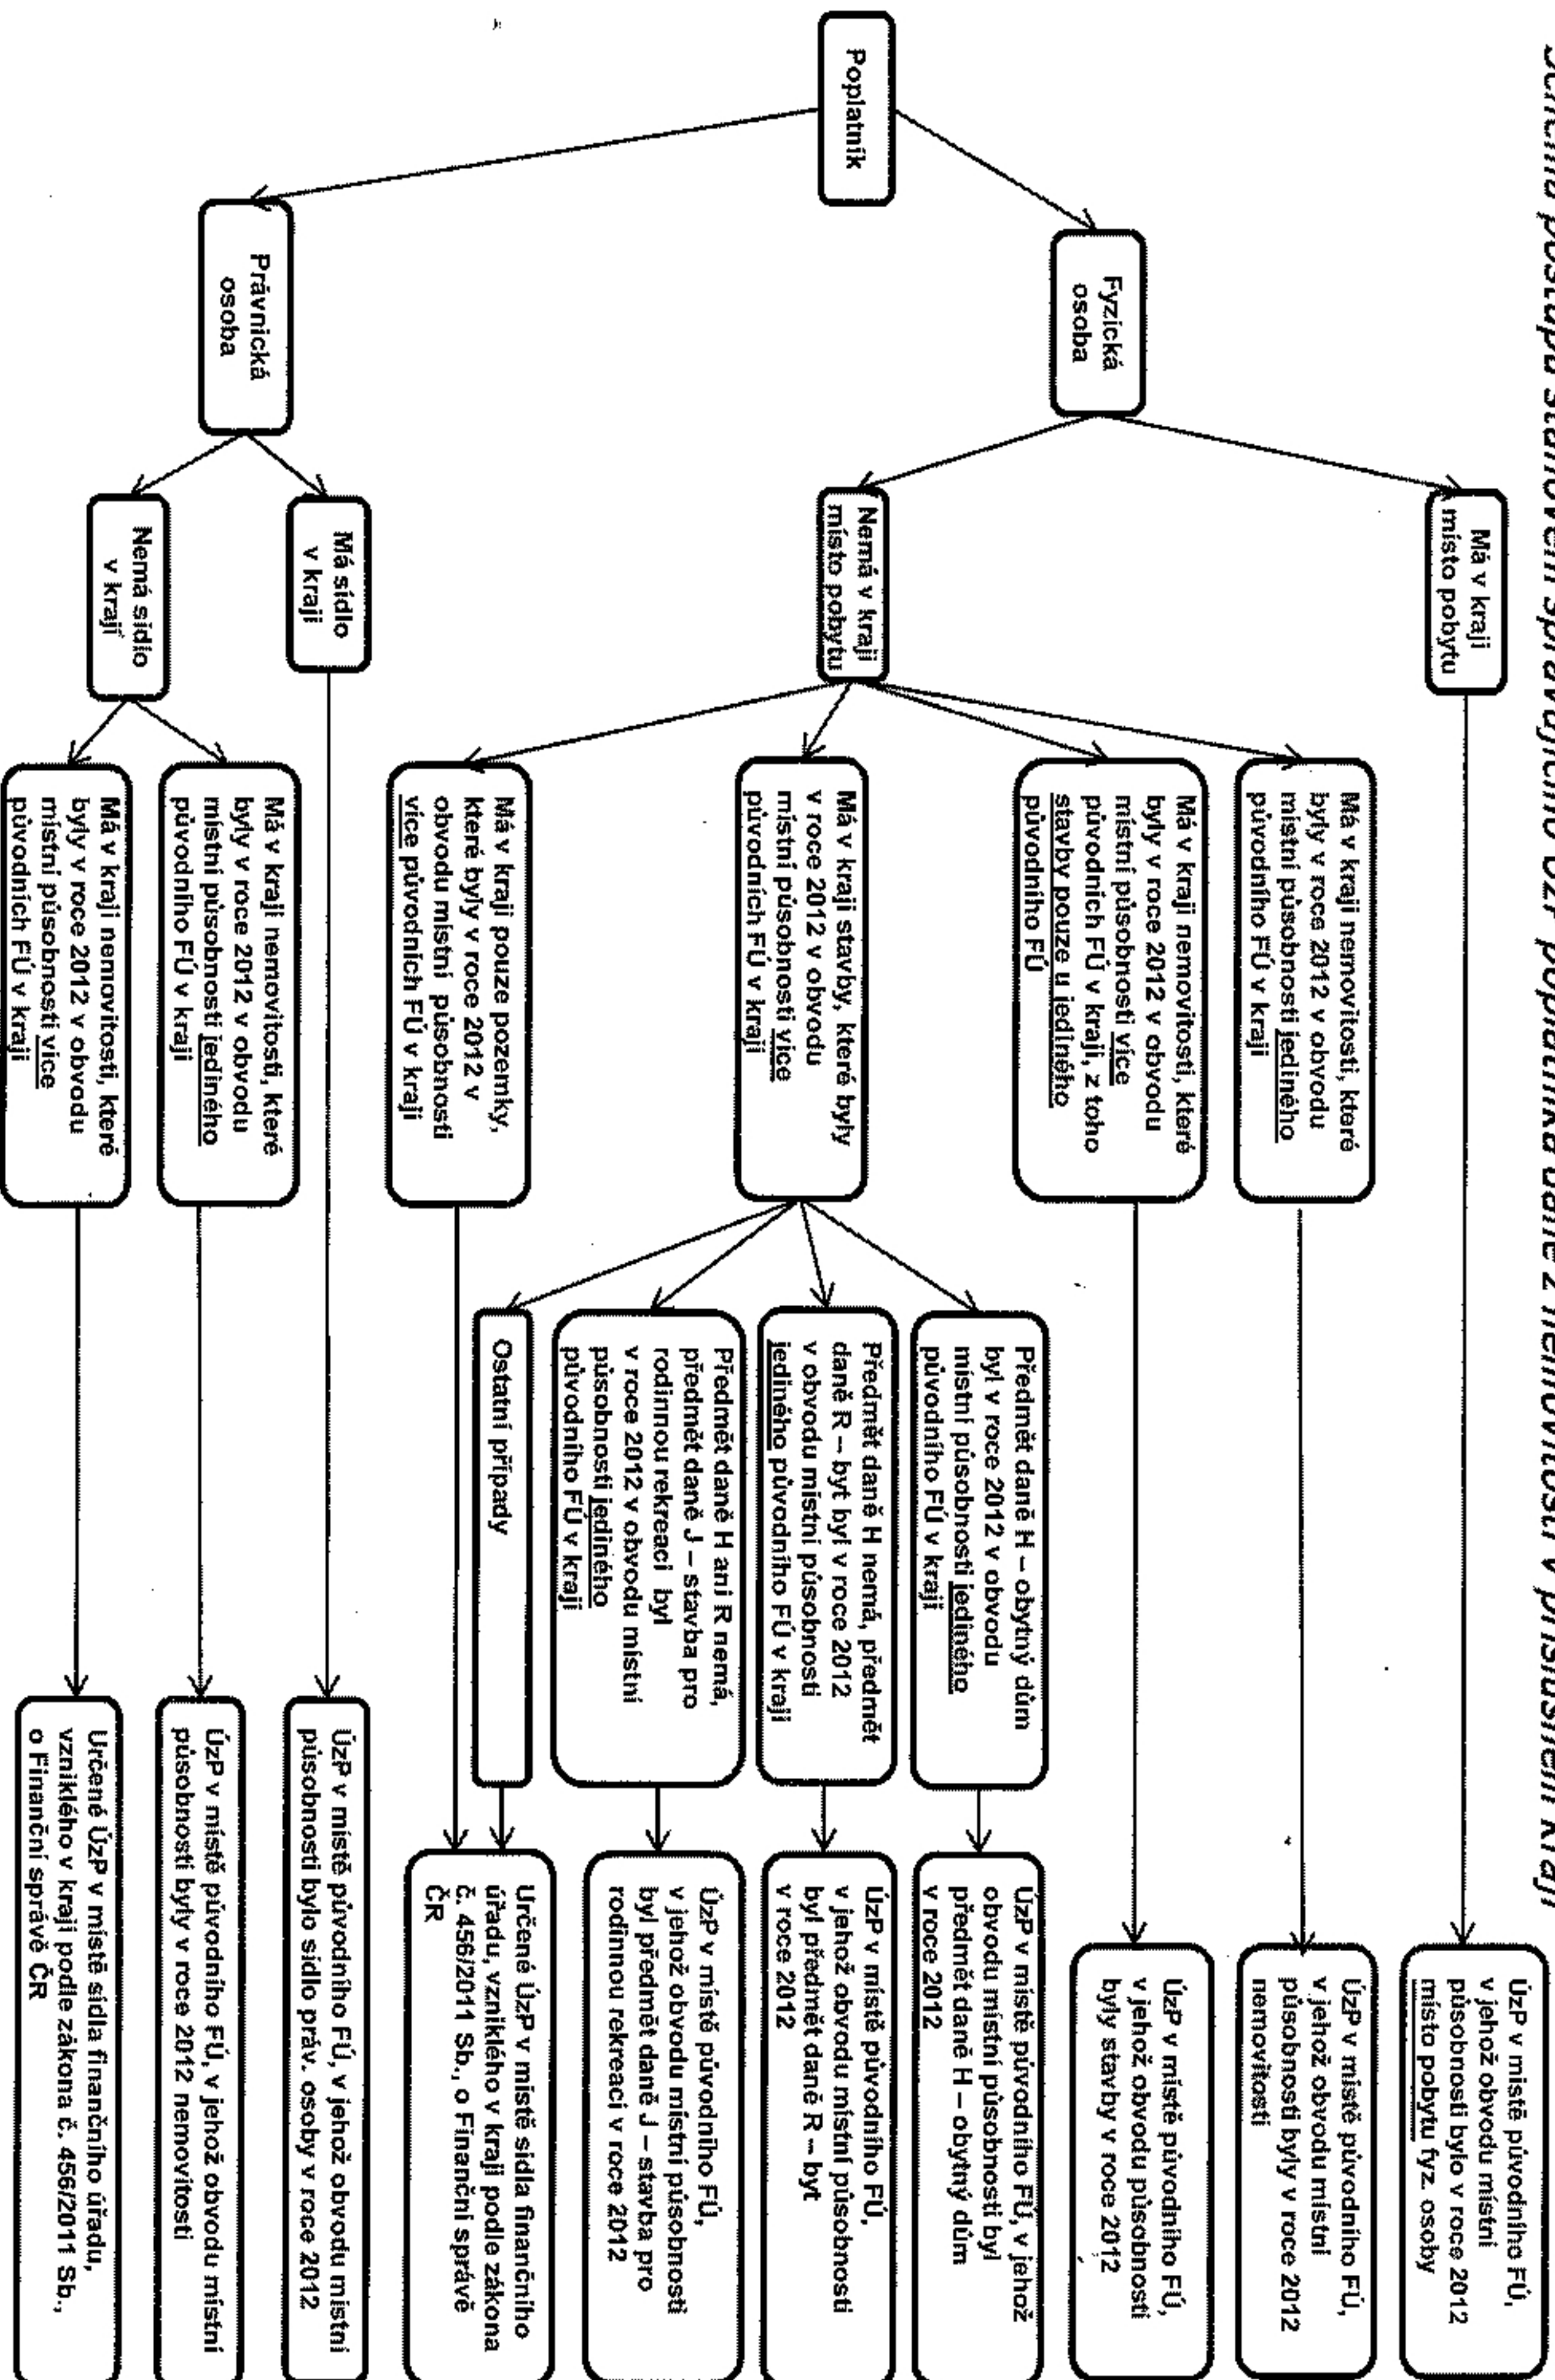 postupu stanovení spravujícího ÚzP poplatníka daně z nemovitostí v příslušném kraji
Poplatník
Fyzická
osoba
Právnická
osoba
Má v kraji
místo pobytu
Nemá v kraji
místo pobytu
Má sídlo
v kraji
Nemá sídlo
v kraji
Má v kraji nemovitosti, které
byly v roce 2012 v obvodu
místní působnosti jediného
původního FÚ v kraji
Má v kraji nemovitosti, které
byly v roce 2012 v obvodu
místní působnosti více
původních FÚ v kraji, z toho
stavby pouze u jediného
původního FÚ
Má v kraji stavby, které byly
v roce 2012 v obvodu
místní působnosti více
původních FÚ v kraji
Má v kraji pouze pozemky,
které byly v roce 2012 v
obvodu místní působnosti
více původních FÚ v kraji
Má v kraji nemovitosti, které
byly v roce 2012 v obvodu
místní působnosti jediného
původního FÚ v kraji
Má v kraji nemovitosti, které
byly v roce 2012 v obvodu
místní působnosti více
původních FÚ v kraji
Předmět daně H – obytný dům
byl v roce 2012 v obvodu
místní působnosti jediného
původního FÚ v kraji
Předmět daně H nemá, předmět
daně R – byt byl v roce 2012
v obvodu místní působnosti
jediného původního FÚ v kraji
Předmět daně H ani R nemá,
předmět daně J – stavba pro
rodinnou rekreaci byl
v roce 2012 v obvodu místní
působnosti jediného
původního FÚ v kraji
Ostatní případy
ÚzP v místě původního FÚ,
v jehož obvodu místní
působnosti bylo v roce 2012
místo pobytu fyz. osoby
ÚzP v místě původního FÚ,
v jehož obvodu místní
působnosti byly v roce 2012
nemovitosti
ÚzP v místě původního FÚ,
v jehož obvodu působnosti
byly stavby v roce 2012
ÚzP v místě původního FÚ, v jehož
obvodu místní působnosti byl
předmět daně H – obytný dům
v roce 2012
ÚzP v místě původního FÚ,
v jehož obvodu místní působnosti
byl předmět daně R – byt
v roce 2012
ÚzP v místě původního FÚ,
v jehož obvodu místní působnosti
byl předmět daně J – stavba pro
rodinnou rekreaci v roce 2012
Určené ÚzP v místě sídla finančního
úřadu, vzniklého v kraji podle zákona
č. 456/2011 Sb., o Finanční správě
ČR
ÚzP v místě původního FÚ, v jehož obvodu místní
působnosti bylo sídlo práv. osoby v roce 2012
ÚzP v místě původního FÚ, v jehož obvodu místní
působnosti byly v roce 2012 nemovitosti
Určené ÚzP v místě sídla finančního úřadu,
vzniklého v kraji podle zákona č. 456/2011 Sb.,
o Finanční správě ČR